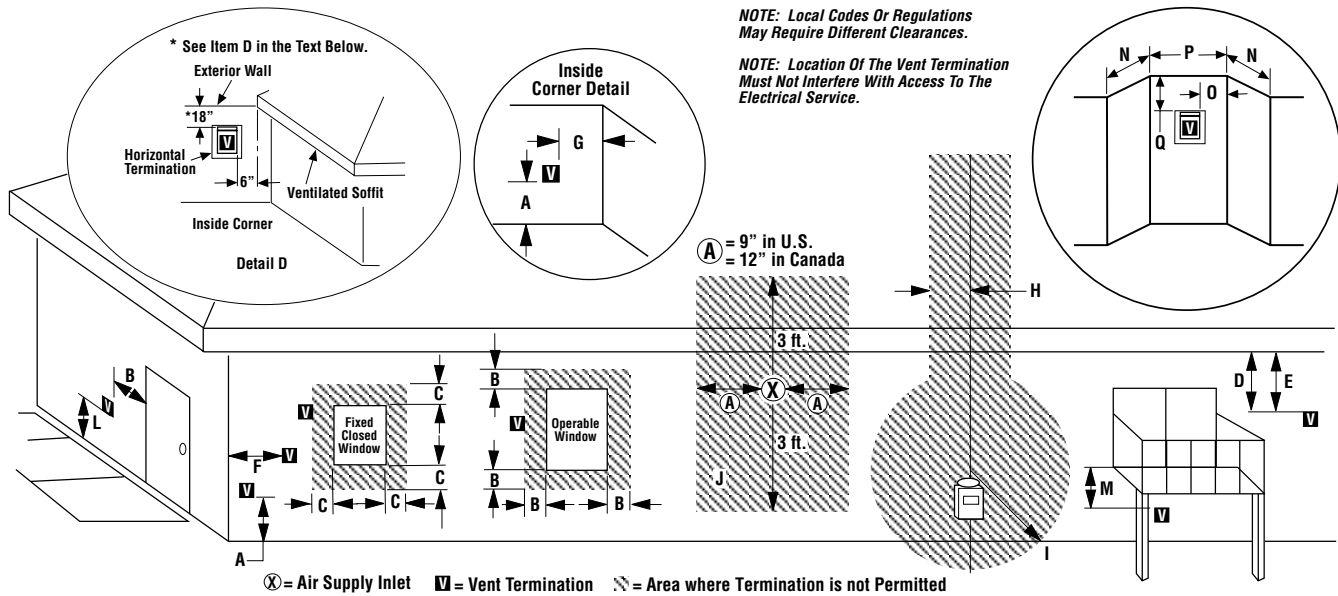 * See Item D in the Text Below.
Exterior Wall
*18”
V
Horizontal
Termination
6”
Ventilated Soffit
Inside Corner
Detail D
Inside
Corner Detail
G
V
A
NOTE: Local Codes Or Regulations
May Require Different Clearances.
NOTE: Location Of The Vent Termination
Must Not Interfere With Access To The
Electrical Service.
N P N
O
V
Q
A = 9” in U.S.
= 12” in Canada
H
3 ft.
A X A
3 ft.
J
B
V
L
F V
V
A
C
V
Fixed
Closed
Window
C
C
C C
B
V
Operable
Window
B
B B
I
D E
V
M
V
X = Air Supply Inlet V = Vent Termination = Area where Termination is not Permitted